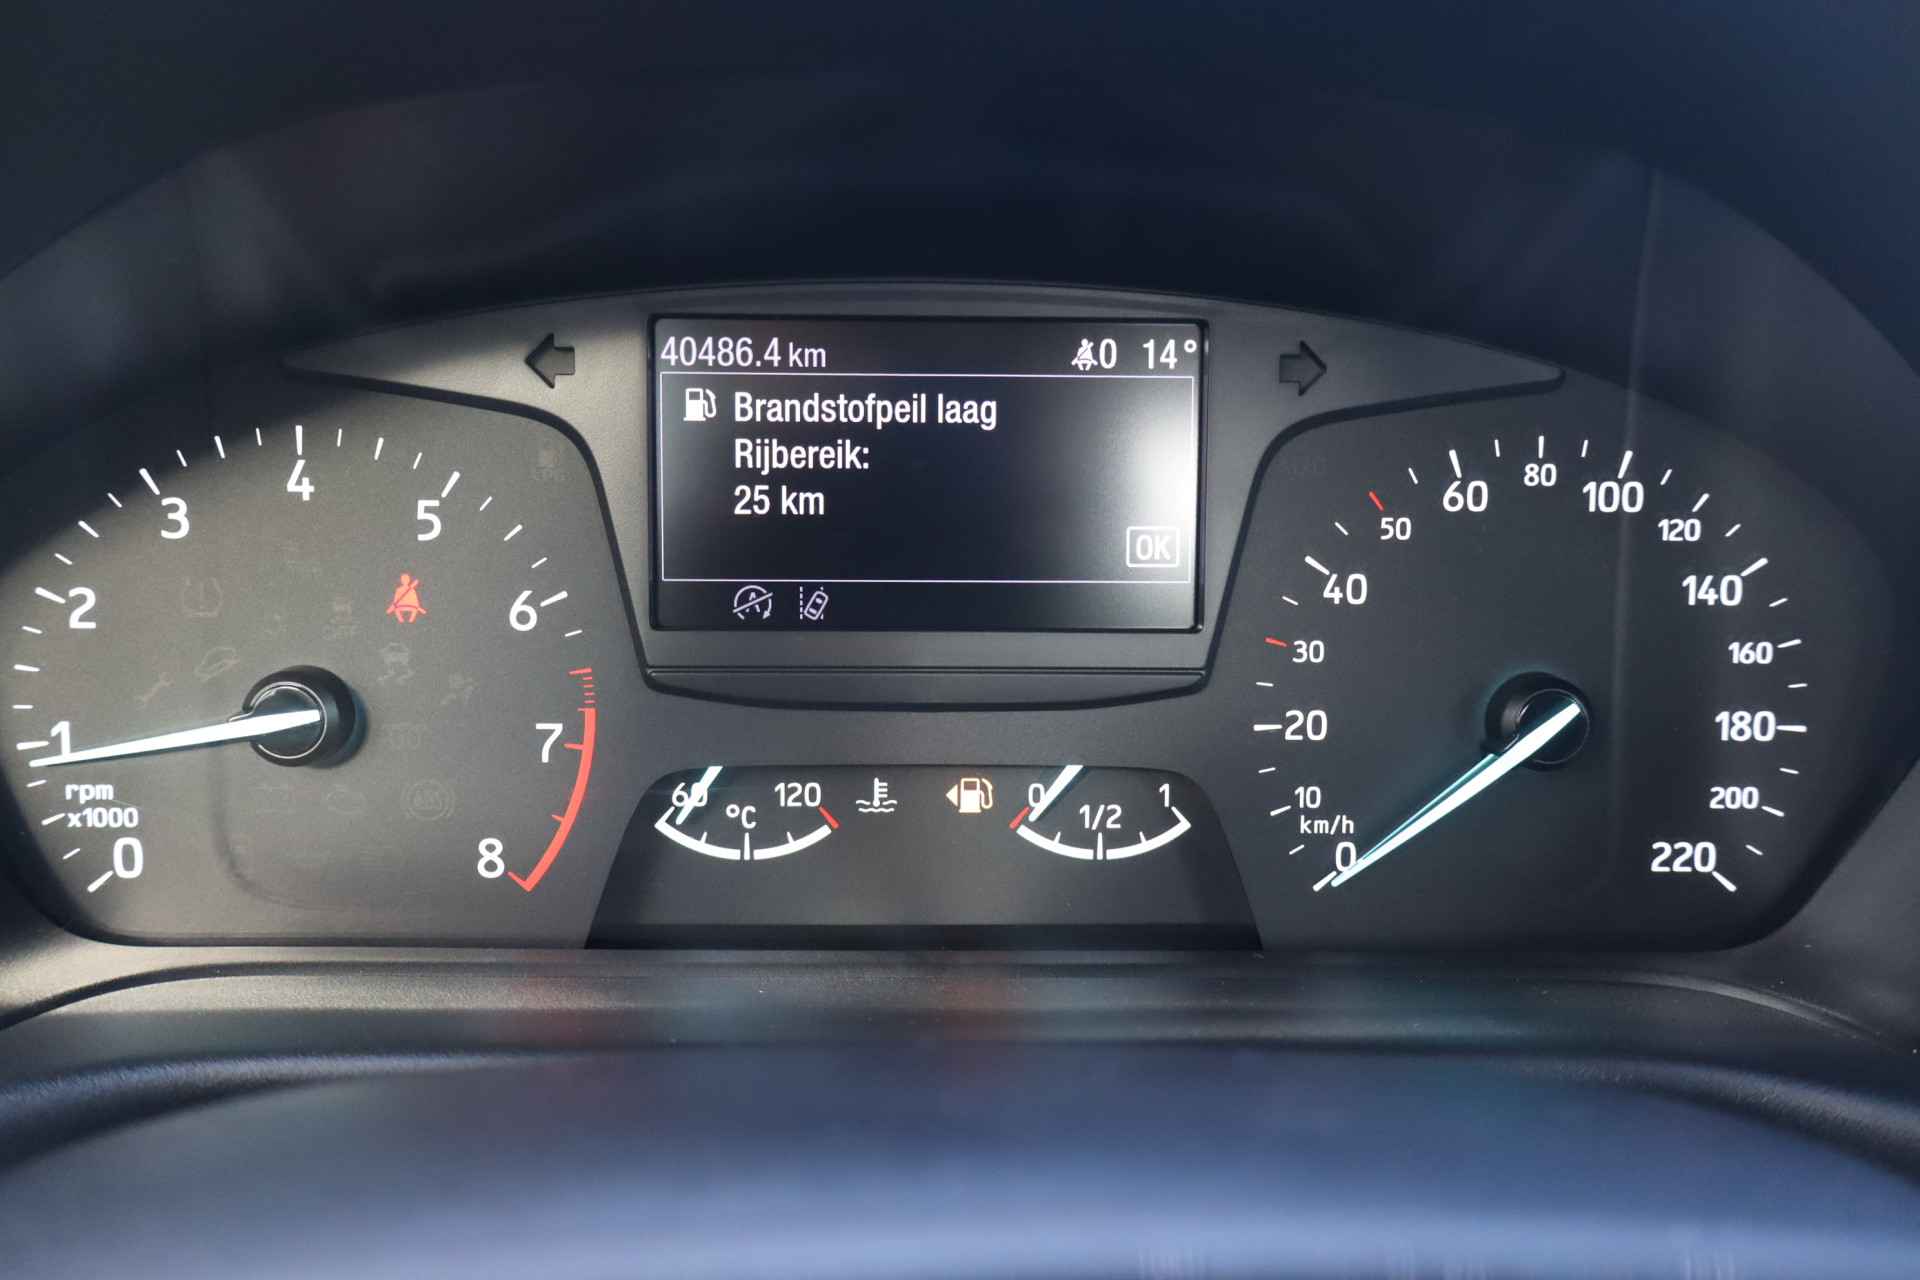 40486.4 km 0 14°
Brandstofpeil laag
Rijbereik:
25 km
OK
0 1 2 3 4 5 6 7 8
rpm
x1000
60 120
°C
0 1/2 1
0 10 20 30 40 50 60 80 100 120 140 160 180 200 220
km/h